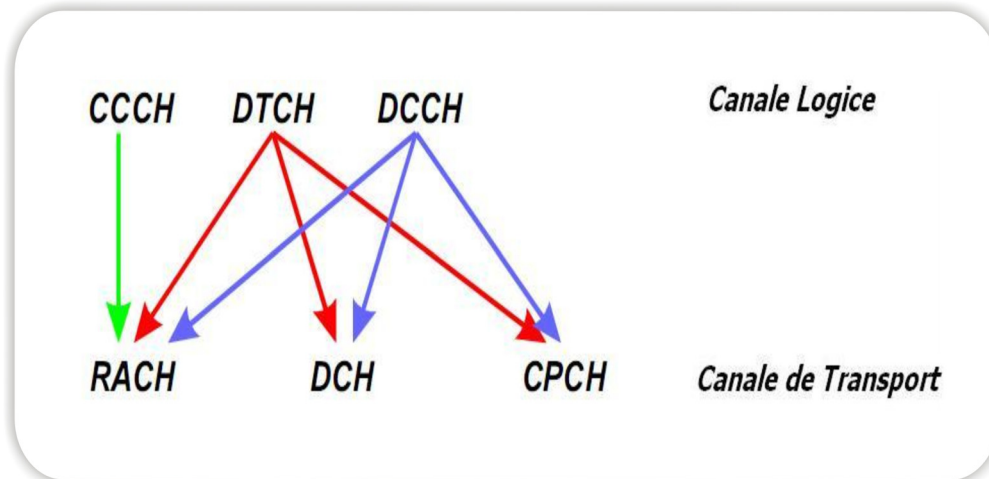 CCCH DTCH DCCH Canale Logice
RACH DCH CPCH Canale de Transport